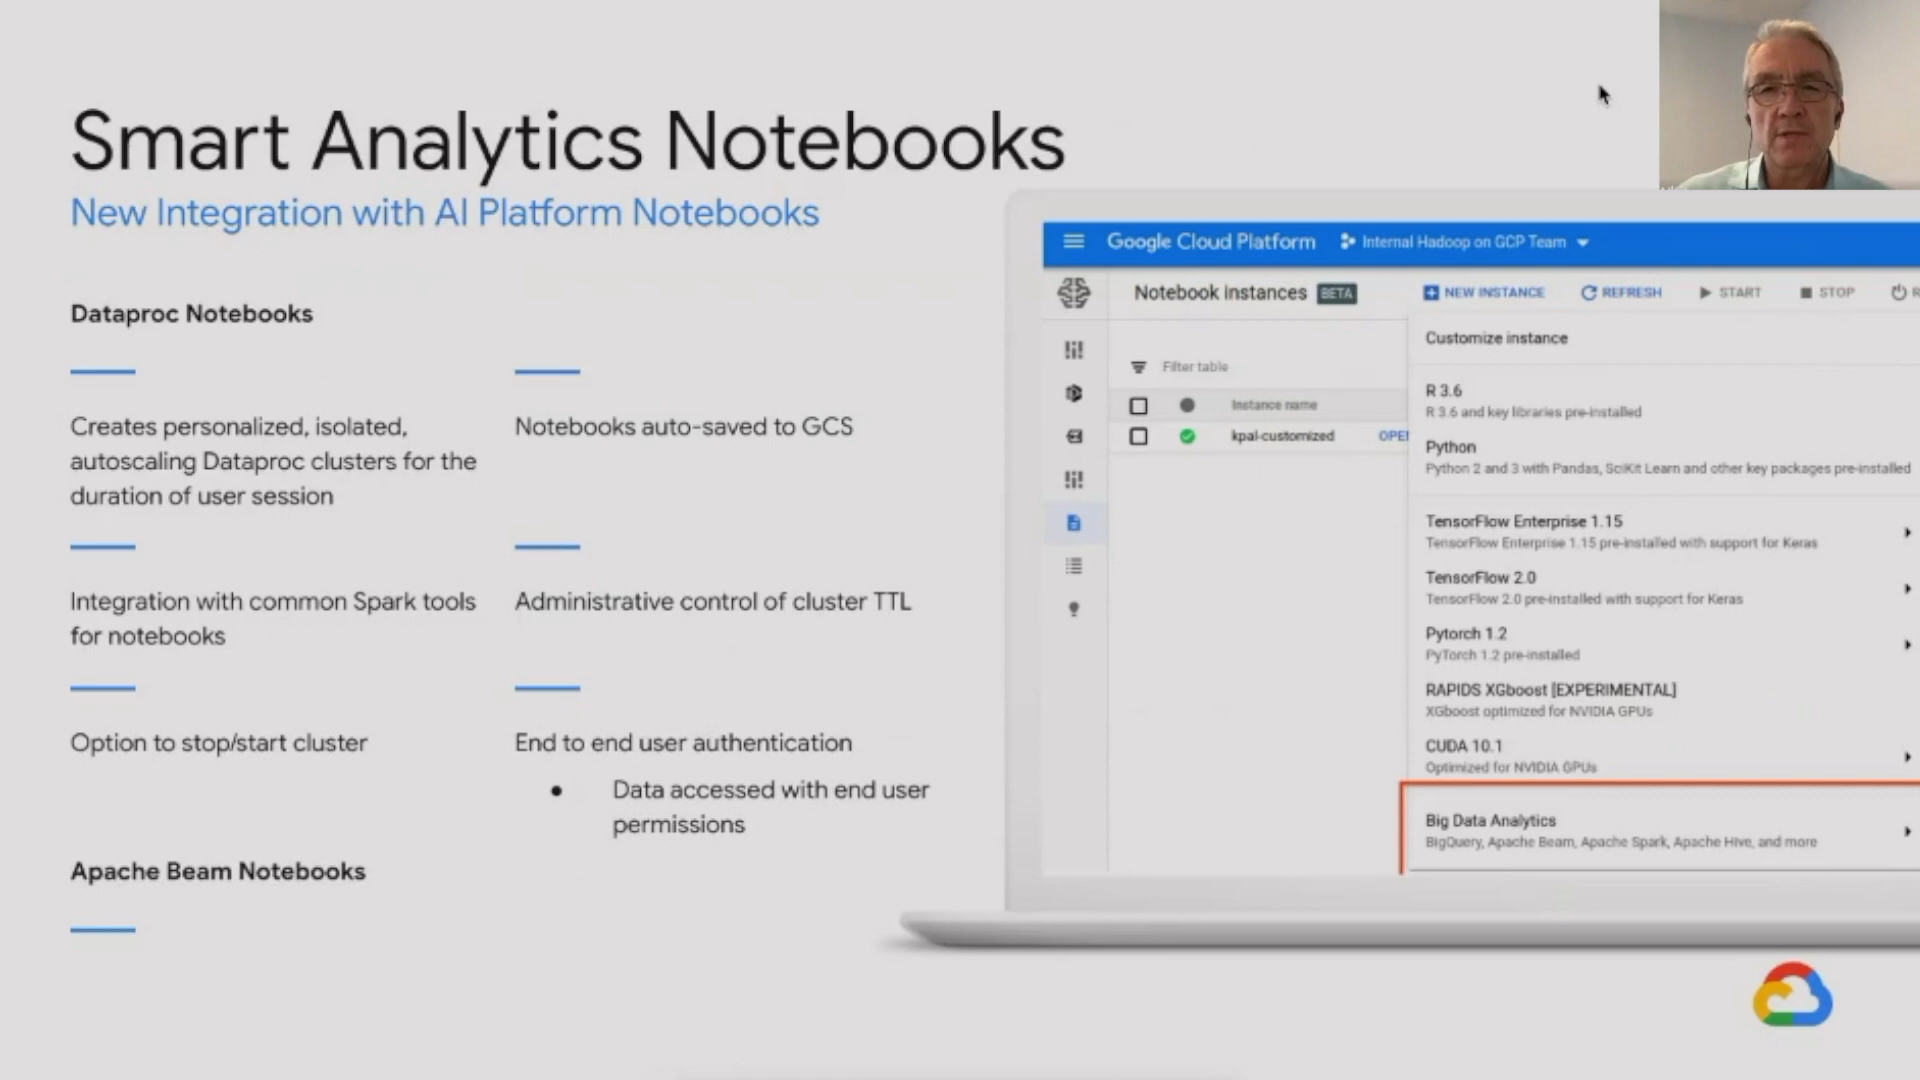 Smart Analytics Notebooks
New Integration with AI Platform Notebooks
Dataproc Notebooks
Creates personalized, isolated,
autoscaling Dataproc clusters for the
duration of user session
Notebooks auto-saved to GCS
Integration with common Spark tools
for notebooks
Administrative control of cluster TTL
Option to stop/start cluster
End to end user authentication
● Data accessed with end user
permissions
Apache Beam Notebooks
Google Cloud Platform
Internal Hadoop on GCP Team
Notebook instances BETA
NEW INSTANCE
REFRESH
START
STOP
Filter table
Instance name
kpal-customized
Customize instance
R 3.6
R 3.6 and key libraries pre-installed
Python
Python 2 and 3 with Pandas, SciKit Learn and other key packages pre-installed
TensorFlow Enterprise 1.15
TensorFlow Enterprise 1.15 pre-installed with support for Keras
TensorFlow 2.0
TensorFlow 2.0 pre-installed with support for Keras
Pytorch 1.2
PyTorch 1.2 pre-installed
RAPIDS XGboost [EXPERIMENTAL]
XGboost optimized for NVIDIA GPUs
CUDA 10.1
Optimized for NVIDIA GPUs
Big Data Analytics
BigQuery, Apache Beam, Apache Spark, Apache Hive, and more